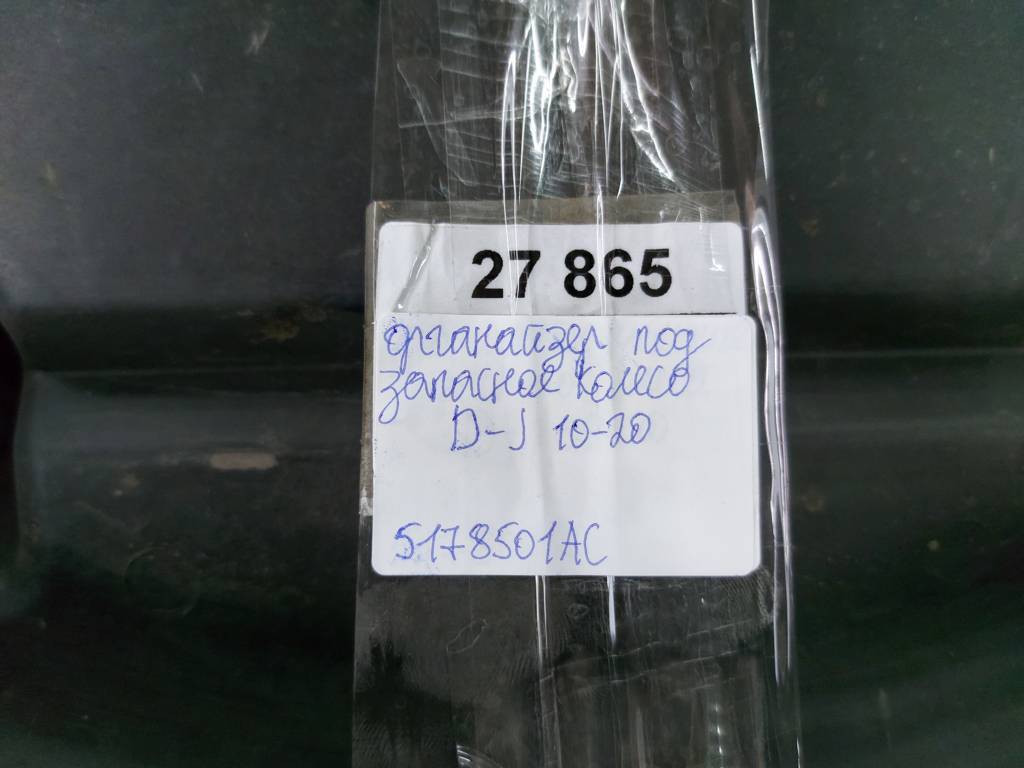 27 865
органайзер под
запасное колесо
D-J 10-20
5178501AC